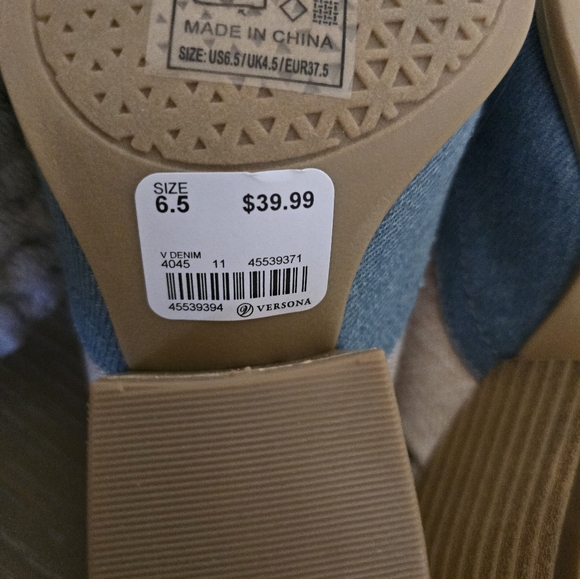 MADE IN CHINA
SIZE: US6.5/UK4.5/EUR37.5
SIZE
6.5 $39.99
V DENIM
4045 11 45539371
45539394 VERSONA